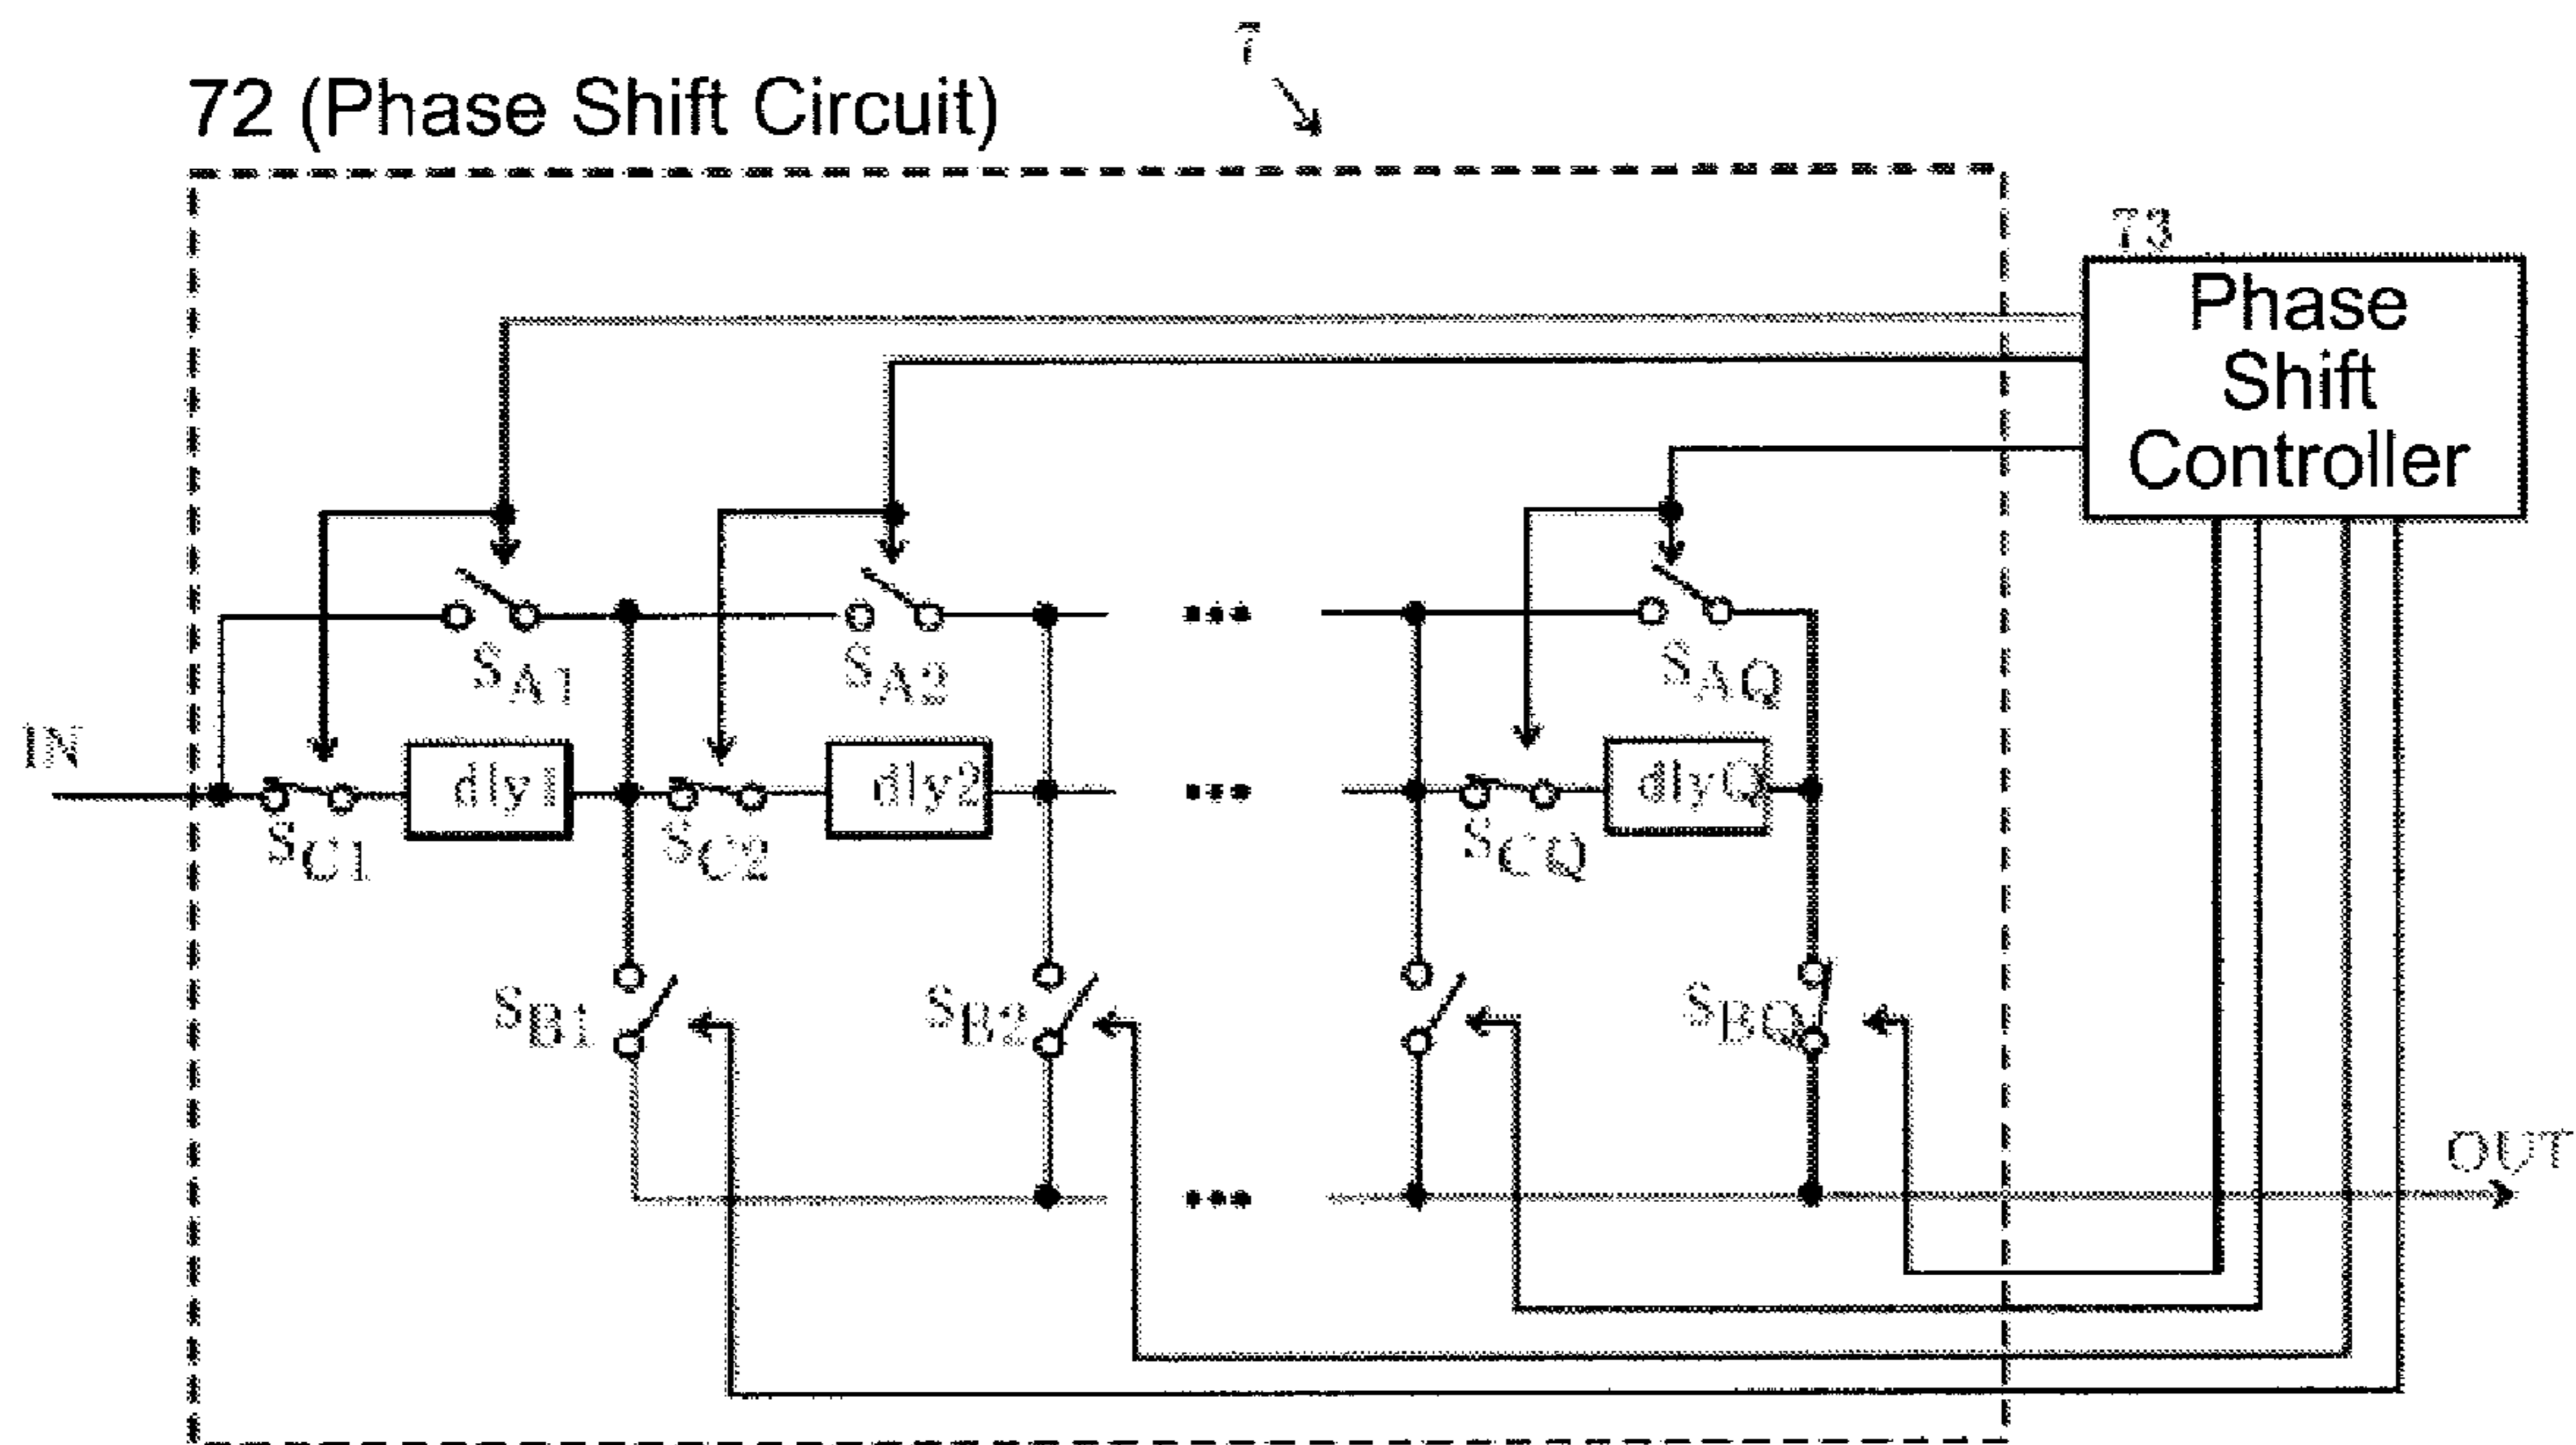 7
72 (Phase Shift Circuit)
73
Phase
Shift
Controller
SA1
SA2
SAQ
IN
dly1
dly2
dlyQ
SC1
SC2
SCQ
SB1
SB2
SBQ
OUT